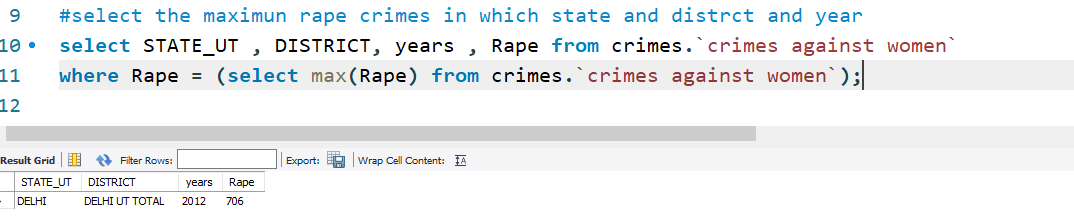 9 #select the maximun rape crimes in which state and distrct and year
10 select STATE_UT , DISTRICT, years , Rape from crimes.`crimes against women`
11 where Rape = (select max(Rape) from crimes.`crimes against women`);
12
Result Grid Filter Rows: Export: Wrap Cell Content:
STATE_UT DISTRICT years Rape
DELHI DELHI UT TOTAL 2012 706